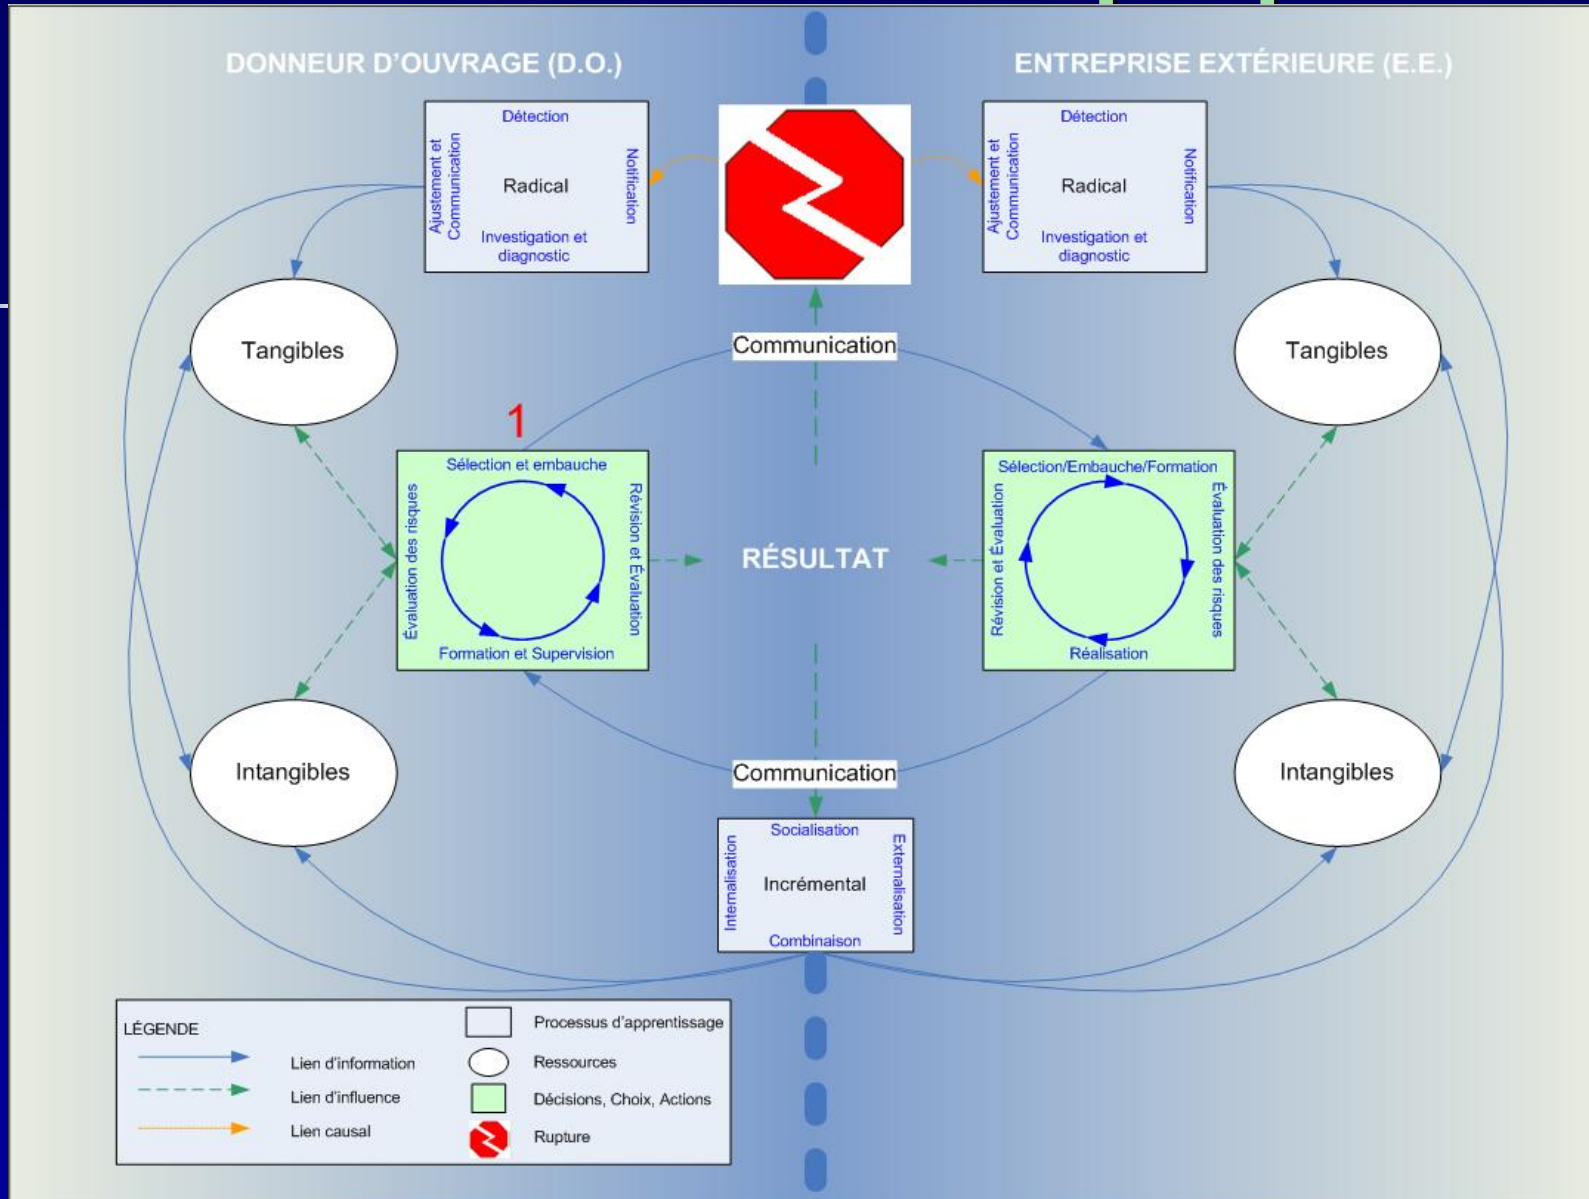 DONNEUR D'OUVRAGE (D.O.)
ENTREPRISE EXTÉRIEURE (E.E.)
Détection
Ajustement et
Communication
Radical
Notification
Investigation et
diagnostic
Détection
Ajustement et
Communication
Radical
Notification
Investigation et
diagnostic
Tangibles
Communication
Tangibles
1
Sélection et embauche
Évaluation des risques
Révision et Évaluation
Formation et Supervision
RÉSULTAT
Sélection/Embauche/Formation
Révision et Évaluation
Évaluation des risques
Réalisation
Intangibles
Communication
Intangibles
Socialisation
Internalisation
Incrémental
Externalisation
Combinaison
LÉGENDE
Lien d'information
Lien d'influence
Lien causal
Processus d'apprentissage
Ressources
Décisions, Choix, Actions
Rupture